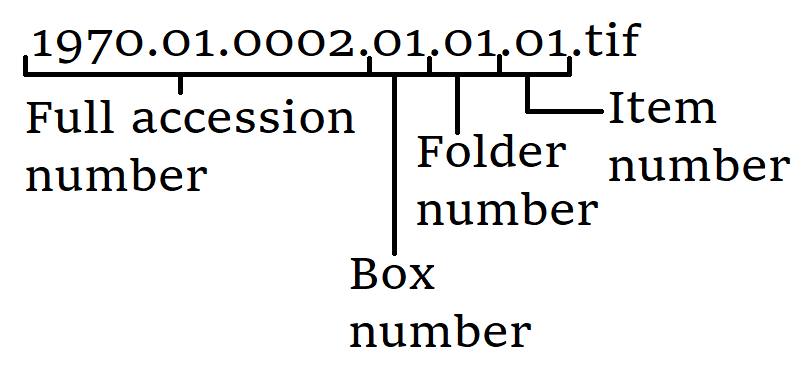 1970.01.0002.01.01.01.tif
Full accession
number
Box
number
Folder
number
Item
number